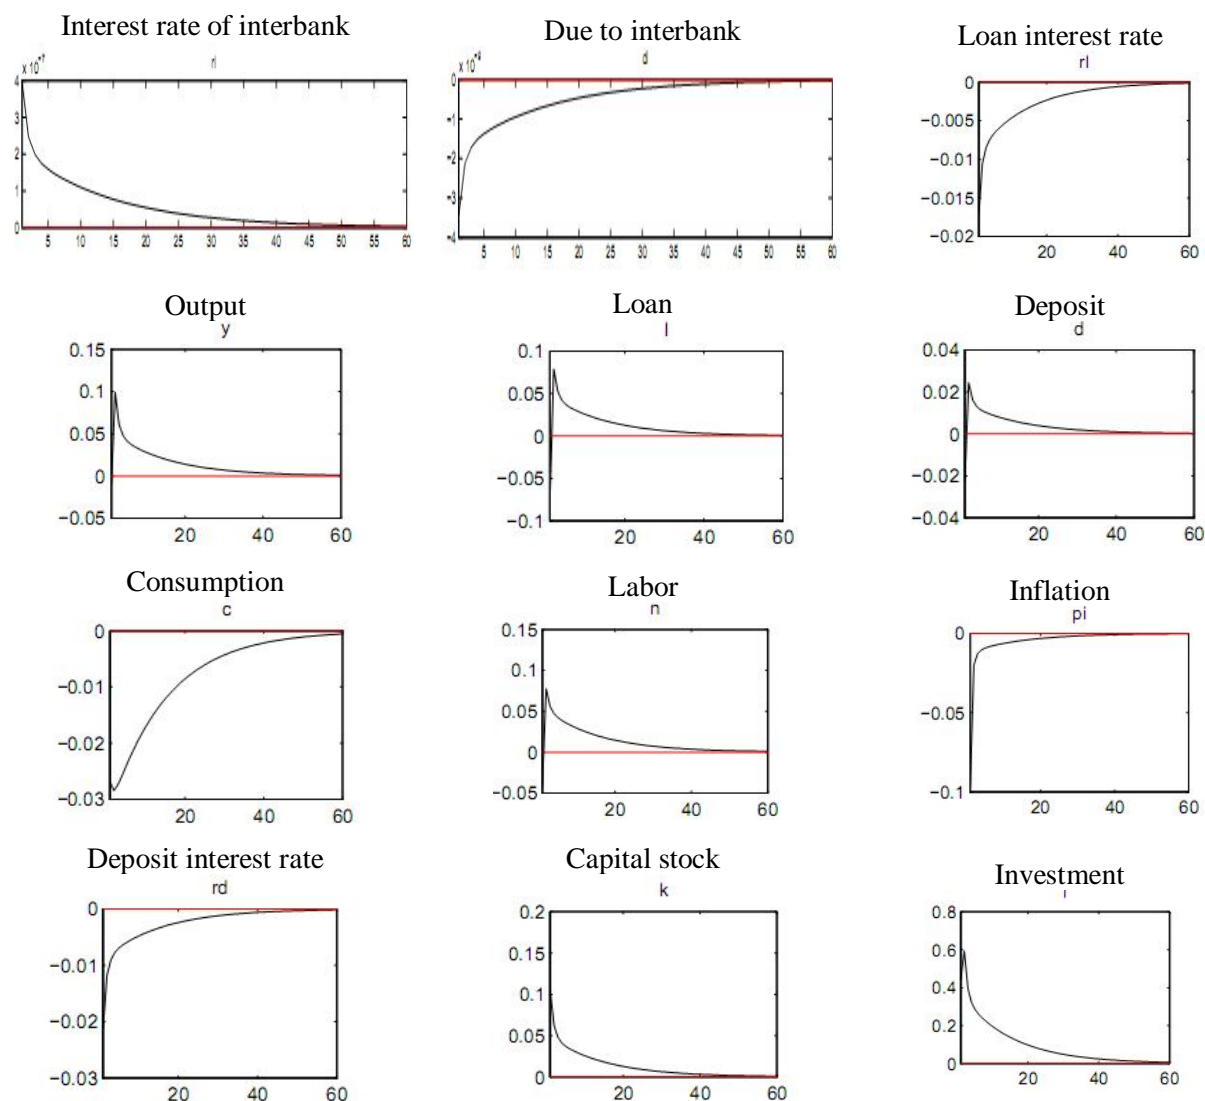 Interest rate of interbank
Due to interbank
Loan interest rate
rl
0
−0.005
−0.01
−0.015
−0.02
20 40 60
d
0
−1
−2
−3
−4
5 10 15 20 25 30 35 40 45 50 55 60
4
3
2
1
0
5 10 15 20 25 30 35 40 45 50 55 60
Output
y
0.15
0.1
0.05
0
−0.05
20 40 60
Loan
l
0.1
0.05
0
−0.05
−0.1
20 40 60
Deposit
d
0.04
0.02
0
−0.02
−0.04
20 40 60
Consumption
c
0
−0.01
−0.02
−0.03
20 40 60
Labor
n
0.15
0.1
0.05
0
−0.05
20 40 60
Inflation
pi
0
−0.05
−0.1
20 40 60
Deposit interest rate
rd
0
−0.01
−0.02
−0.03
20 40 60
Capital stock
k
0.2
0.15
0.1
0.05
0
20 40 60
Investment
0.8
0.6
0.4
0.2
0
20 40 60